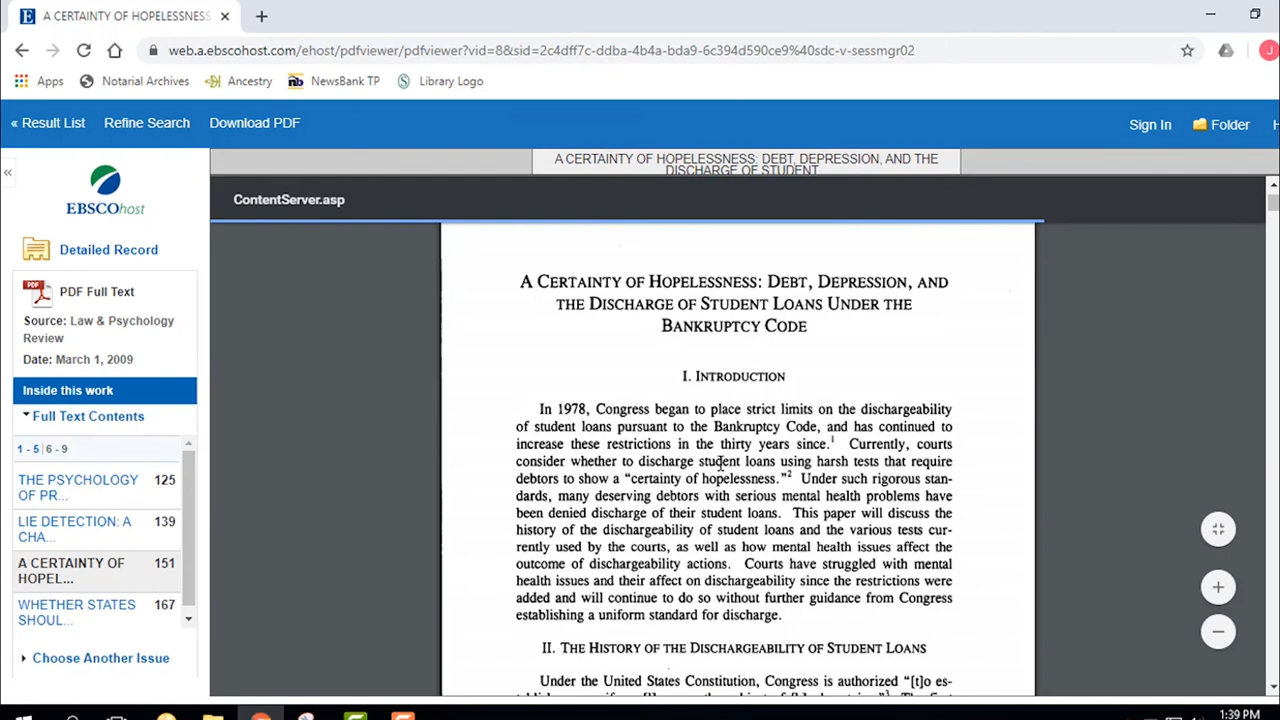 A CERTAINTY OF HOPELESSNESS
web.a.ebscohost.com/ehost/pdfviewer/pdfviewer?vid=8&sid=2c4dff7c-ddba-4b4a-bda9-6c394d590ce9%40sdc-v-sessmgr02
J
Apps Notarial Archives Ancestry NewsBank TP Library Logo
« Result List Refine Search Download PDF Sign In Folder H
A CERTAINTY OF HOPELESSNESS: DEBT, DEPRESSION, AND THE
DISCHARGE OF STUDENT
EBSCOhost
Detailed Record
PDF Full Text
Source: Law & Psychology
Review
Date: March 1, 2009
Inside this work
Full Text Contents
1 - 5 | 6 - 9
THE PSYCHOLOGY 125
OF PR...
LIE DETECTION: A 139
CHA...
A CERTAINTY OF 151
HOPEL...
WHETHER STATES 167
SHOUL...
Choose Another Issue
ContentServer.asp
A CERTAINTY OF HOPELESSNESS: DEBT, DEPRESSION, AND
THE DISCHARGE OF STUDENT LOANS UNDER THE
BANKRUPTCY CODE
I. INTRODUCTION
In 1978, Congress began to place strict limits on the dischargeability
of student loans pursuant to the Bankruptcy Code, and has continued to
increase these restrictions in the thirty years since.1 Currently, courts
consider whether to discharge student loans using harsh tests that require
debtors to show a “certainty of hopelessness.”2 Under such rigorous stan-
dards, many deserving debtors with serious mental health problems have
been denied discharge of their student loans. This paper will discuss the
history of the dischargeability of student loans and the various tests cur-
rently used by the courts, as well as how mental health issues affect the
outcome of dischargeability actions. Courts have struggled with mental
health issues and their affect on dischargeability since the restrictions were
added and will continue to do so without further guidance from Congress
establishing a uniform standard for discharge.
II. THE HISTORY OF THE DISCHARGEABILITY OF STUDENT LOANS
Under the United States Constitution, Congress is authorized “[t]o es-
1:39 PM